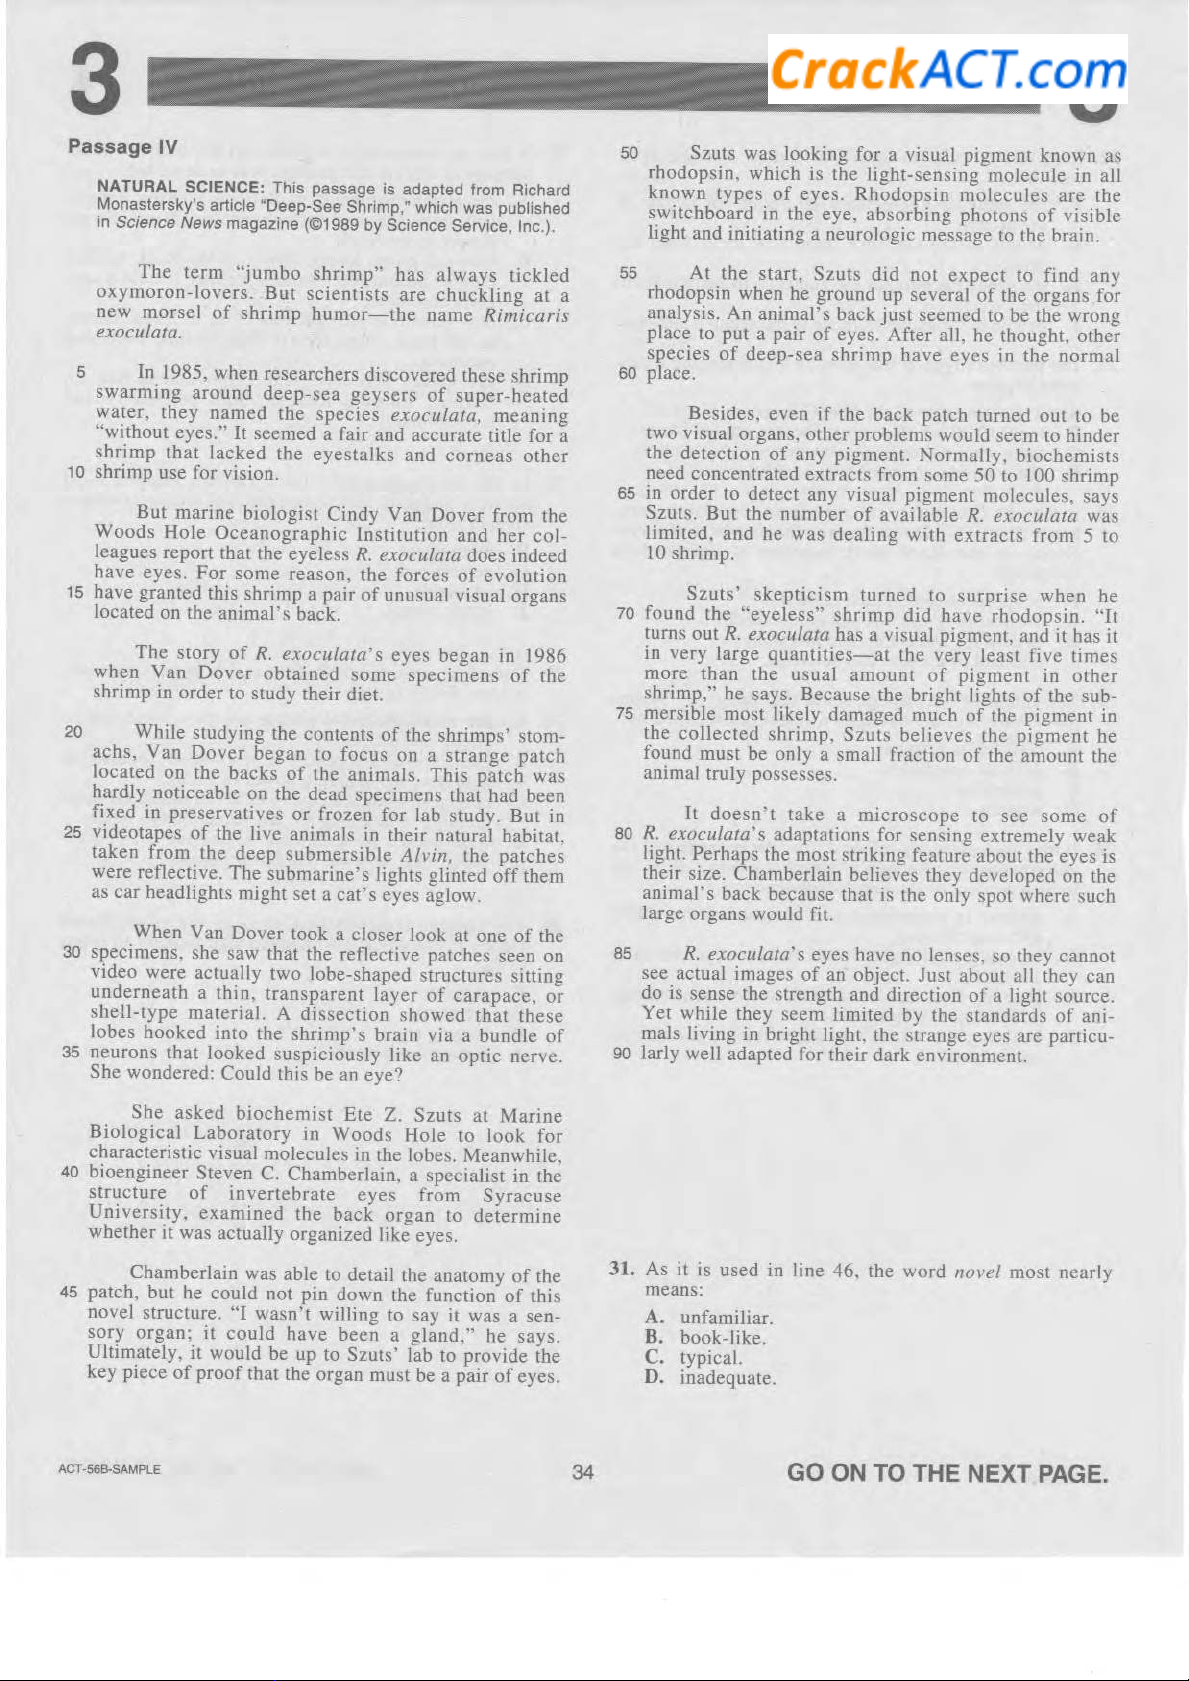 3
CrackACT.com
Passage IV
NATURAL SCIENCE: This passage is adapted from Richard
Monastersky's article "Deep-See Shrimp," which was published
in Science News magazine (©1989 by Science Service, Inc.).
The term "jumbo shrimp" has always tickled
oxymoron-lovers. But scientists are chuckling at a
new morsel of shrimp humor—the name Rimicaris
exoculata.
5 In 1985, when researchers discovered these shrimp
swarming around deep-sea geysers of super-heated
water, they named the species exoculata, meaning
"without eyes." It seemed a fair and accurate title for a
shrimp that lacked the eyestalks and corneas other
10 shrimp use for vision.
But marine biologist Cindy Van Dover from the
Woods Hole Oceanographic Institution and her col-
leagues report that the eyeless R. exoculata does indeed
have eyes. For some reason, the forces of evolution
15 have granted this shrimp a pair of unusual visual organs
located on the animal's back.
The story of R. exoculata's eyes began in 1986
when Van Dover obtained some specimens of the
shrimp in order to study their diet.
20 While studying the contents of the shrimps' stom-
achs, Van Dover began to focus on a strange patch
located on the backs of the animals. This patch was
hardly noticeable on the dead specimens that had been
fixed in preservatives or frozen for lab study. But in
25 videotapes of the live animals in their natural habitat,
taken from the deep submersible Alvin, the patches
were reflective. The submarine's lights glinted off them
as car headlights might set a cat's eyes aglow.
When Van Dover took a closer look at one of the
30 specimens, she saw that the reflective patches seen on
video were actually two lobe-shaped structures sitting
underneath a thin, transparent layer of carapace, or
shell-type material. A dissection showed that these
lobes hooked into the shrimp's brain via a bundle of
35 neurons that looked suspiciously like an optic nerve.
She wondered: Could this be an eye?
She asked biochemist Ete Z. Szuts at Marine
Biological Laboratory in Woods Hole to look for
characteristic visual molecules in the lobes. Meanwhile,
40 bioengineer Steven C. Chamberlain, a specialist in the
structure of invertebrate eyes from Syracuse
University, examined the back organ to determine
whether it was actually organized like eyes.
Chamberlain was able to detail the anatomy of the
45 patch, but he could not pin down the function of this
novel structure. "I wasn't willing to say it was a sen-
sory organ; it could have been a gland," he says.
Ultimately, it would be up to Szuts' lab to provide the
key piece of proof that the organ must be a pair of eyes.
50 Szuts was looking for a visual pigment known as
rhodopsin, which is the light-sensing molecule in all
known types of eyes. Rhodopsin molecules are the
switchboard in the eye, absorbing photons of visible
light and initiating a neurologic message to the brain.
55 At the start, Szuts did not expect to find any
rhodopsin when he ground up several of the organs for
analysis. An animal's back just seemed to be the wrong
place to put a pair of eyes. After all, he thought, other
species of deep-sea shrimp have eyes in the normal
60 place.
Besides, even if the back patch turned out to be
two visual organs, other problems would seem to hinder
the detection of any pigment. Normally, biochemists
need concentrated extracts from some 50 to 100 shrimp
65 in order to detect any visual pigment molecules, says
Szuts. But the number of available R. exoculata was
limited, and he was dealing with extracts from 5 to
10 shrimp.
Szuts' skepticism turned to surprise when he
70 found the "eyeless" shrimp did have rhodopsin. "It
turns out R. exoculata has a visual pigment, and it has it
in very large quantities—at the very least five times
more than the usual amount of pigment in other
shrimp," he says. Because the bright lights of the sub-
75 mersible most likely damaged much of the pigment in
the collected shrimp, Szuts believes the pigment he
found must be only a small fraction of the amount the
animal truly possesses.
It doesn't take a microscope to see some of
80 R. exoculata's adaptations for sensing extremely weak
light. Perhaps the most striking feature about the eyes is
their size. Chamberlain believes they developed on the
animal's back because that is the only spot where such
large organs would fit.
85 R. exoculata's eyes have no lenses, so they cannot
see actual images of an object. Just about all they can
do is sense the strength and direction of a light source.
Yet while they seem limited by the standards of ani-
mals living in bright light, the strange eyes are particu-
90 larly well adapted for their dark environment.
31. As it is used in line 46, the word novel most nearly
means:
A. unfamiliar.
B. book-like.
C. typical.
D. inadequate.
ACT-56B-SAMPLE
34
GO ON TO THE NEXT PAGE.